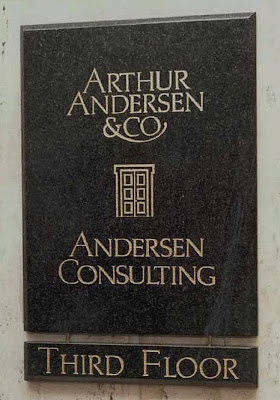 ARTHUR
ANDERSEN
&CO
ANDERSEN
CONSULTING
THIRD FLOOR